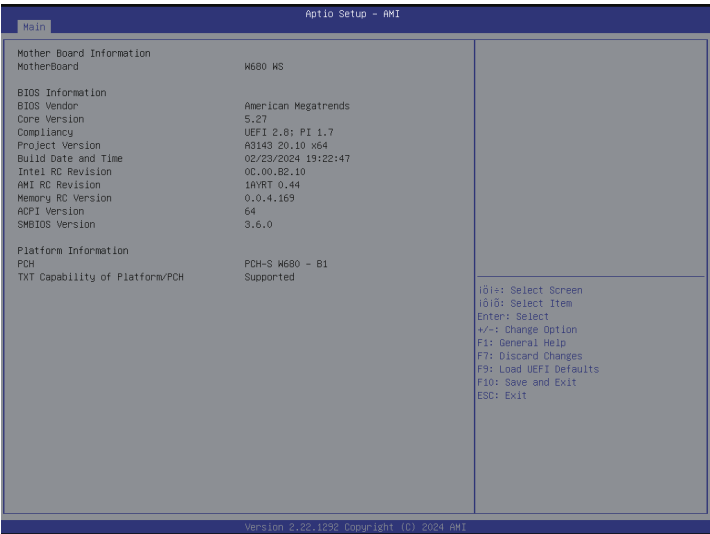 Aptio Setup - AMI
Main
Mother Board Information
MotherBoard W680 WS
BIOS Information
BIOS Vendor American Megatrends
Core Version 5.27
Compliancy UEFI 2.8; PI 1.7
Project Version A3143 20.10 x64
Build Date and Time 02/23/2024 19:22:47
Intel RC Revision 0C.00.B2.10
AMI RC Revision 1AYRT 0.44
Memory RC Version 0.0.4.169
ACPI Version 64
SMBIOS Version 3.6.0
Platform Information
PCH PCH-S W680 - B1
TXT Capability of Platform/PCH Supported
¡ö¡÷: Select Screen
¡ô¡õ: Select Item
Enter: Select
+/-: Change Option
F1: General Help
F7: Discard Changes
F9: Load UEFI Defaults
F10: Save and Exit
ESC: Exit
Version 2.22.1292 Copyright (C) 2024 AMI